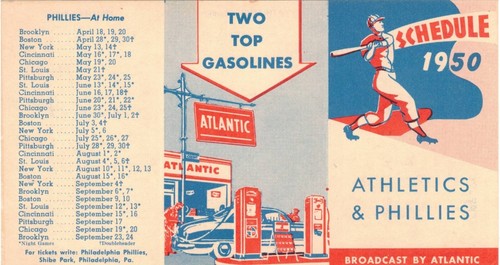 PHILLIES—At Home
Brooklyn ........ April 18, 19, 20
Boston ........ April 28*, 29, 30†
New York ........ May 13, 14†
Cincinnati ........ May 16*, 17*, 18
Chicago ........ May 19*, 20
St. Louis ........ May 21†
Pittsburgh ........ May 23*, 24*, 25
St. Louis ........ June 13*, 14*, 15*
Cincinnati ........ June 16, 17, 18†
Pittsburgh ........ June 20*, 21*, 22*
Chicago ........ June 23*, 24, 25†
Brooklyn ........ June 30*, July 1, 2†
Boston ........ July 3, 4†
New York ........ July 5*, 6
Chicago ........ July 25*, 26*, 27
Pittsburgh ........ July 28*, 29, 30†
Cincinnati ........ August 1*, 2*
St. Louis ........ August 4*, 5, 6†
New York ........ August 10*, 11*, 12, 13
Boston ........ August 15*, 16*
New York ........ September 4†
Brooklyn ........ September 6*, 7*
Boston ........ September 8*, 9, 10
St. Louis ........ September 12*, 13*
Cincinnati ........ September 15*, 16
Pittsburgh ........ September 17
Chicago ........ September 19*, 20
Brooklyn ........ September 23, 24
*Night Games †Doubleheader
For tickets write: Philadelphia Phillies,
Shibe Park, Philadelphia, Pa.
TWO
TOP
GASOLINES
ATLANTIC
ATLANTIC
SCHEDULE
1950
ATHLETICS
& PHILLIES
BROADCAST BY ATLANTIC